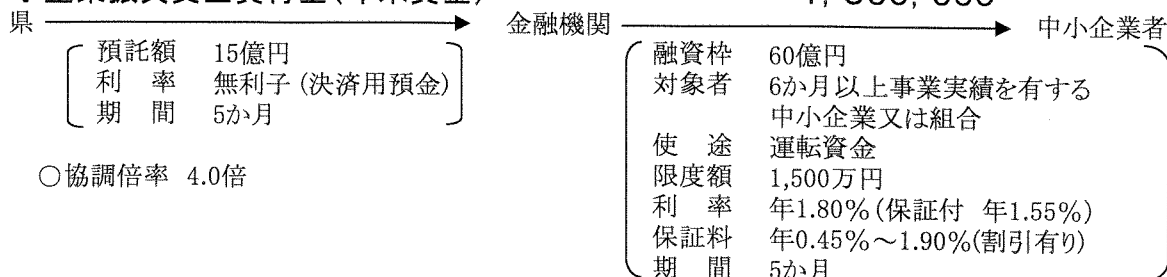 県 金融機関 中小企業者
預託額 15億円
利 率 無利子(決済用預金)
期 間 5か月
○協調倍率 4.0倍
融資枠 60億円
対象者 6か月以上事業実績を有する
中小企業又は組合
使 途 運転資金
限度額 1,500万円
利 率 年1.80%(保証付 年1.55%)
保証料 年0.45%~1.90%(割引有り)
期 間 5か月